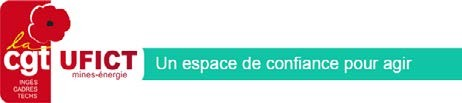 la
cgt
UFICT
mines-énergie
INGÉS
CADRES
TECHS
Un espace de confiance pour agir